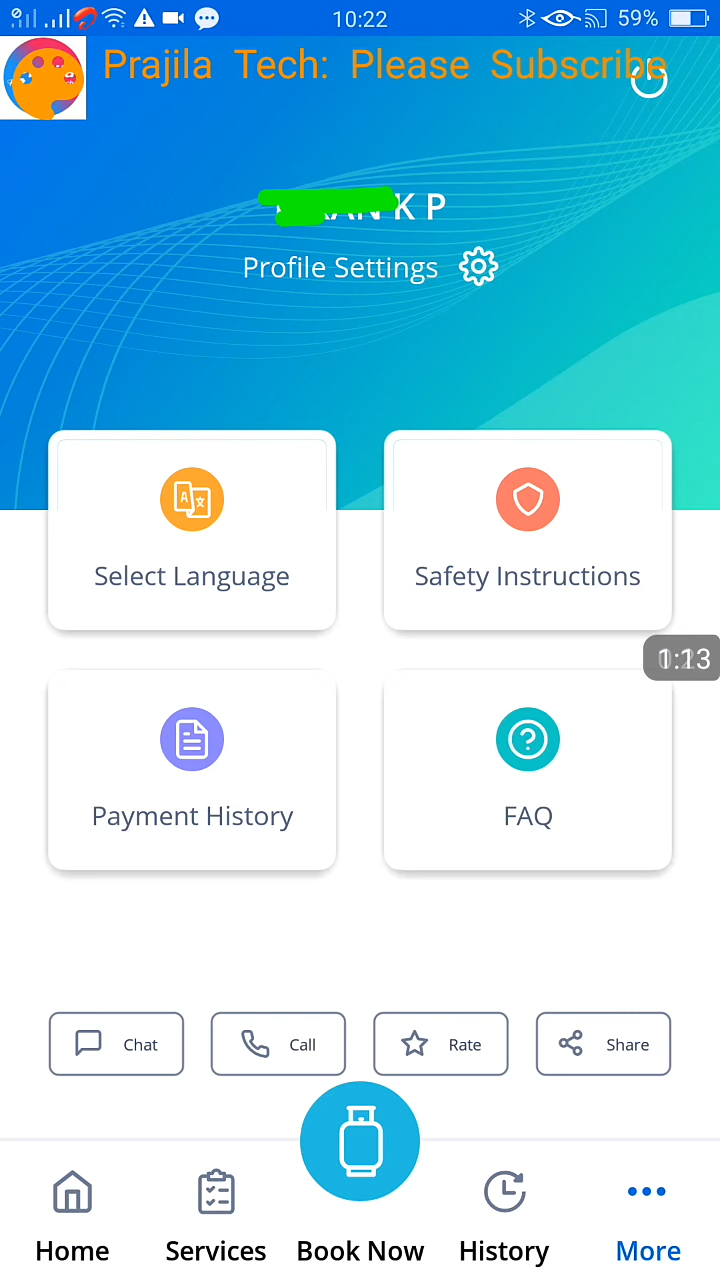 10:22
59%
Prajila Tech: Please Subscribe
K P
Profile Settings
Select Language
Safety Instructions
1:13
Payment History
FAQ
Chat
Call
Rate
Share
Home
Services
Book Now
History
More